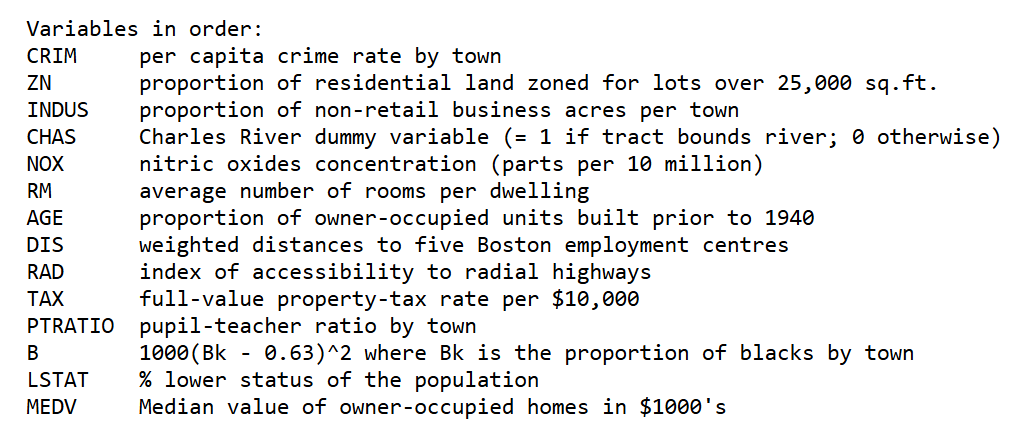 Variables in order:
CRIM     per capita crime rate by town
ZN       proportion of residential land zoned for lots over 25,000 sq.ft.
INDUS    proportion of non-retail business acres per town
CHAS     Charles River dummy variable (= 1 if tract bounds river; 0 otherwise)
NOX      nitric oxides concentration (parts per 10 million)
RM       average number of rooms per dwelling
AGE      proportion of owner-occupied units built prior to 1940
DIS      weighted distances to five Boston employment centres
RAD      index of accessibility to radial highways
TAX      full-value property-tax rate per $10,000
PTRATIO  pupil-teacher ratio by town
B        1000(Bk - 0.63)^2 where Bk is the proportion of blacks by town
LSTAT    % lower status of the population
MEDV     Median value of owner-occupied homes in $1000's